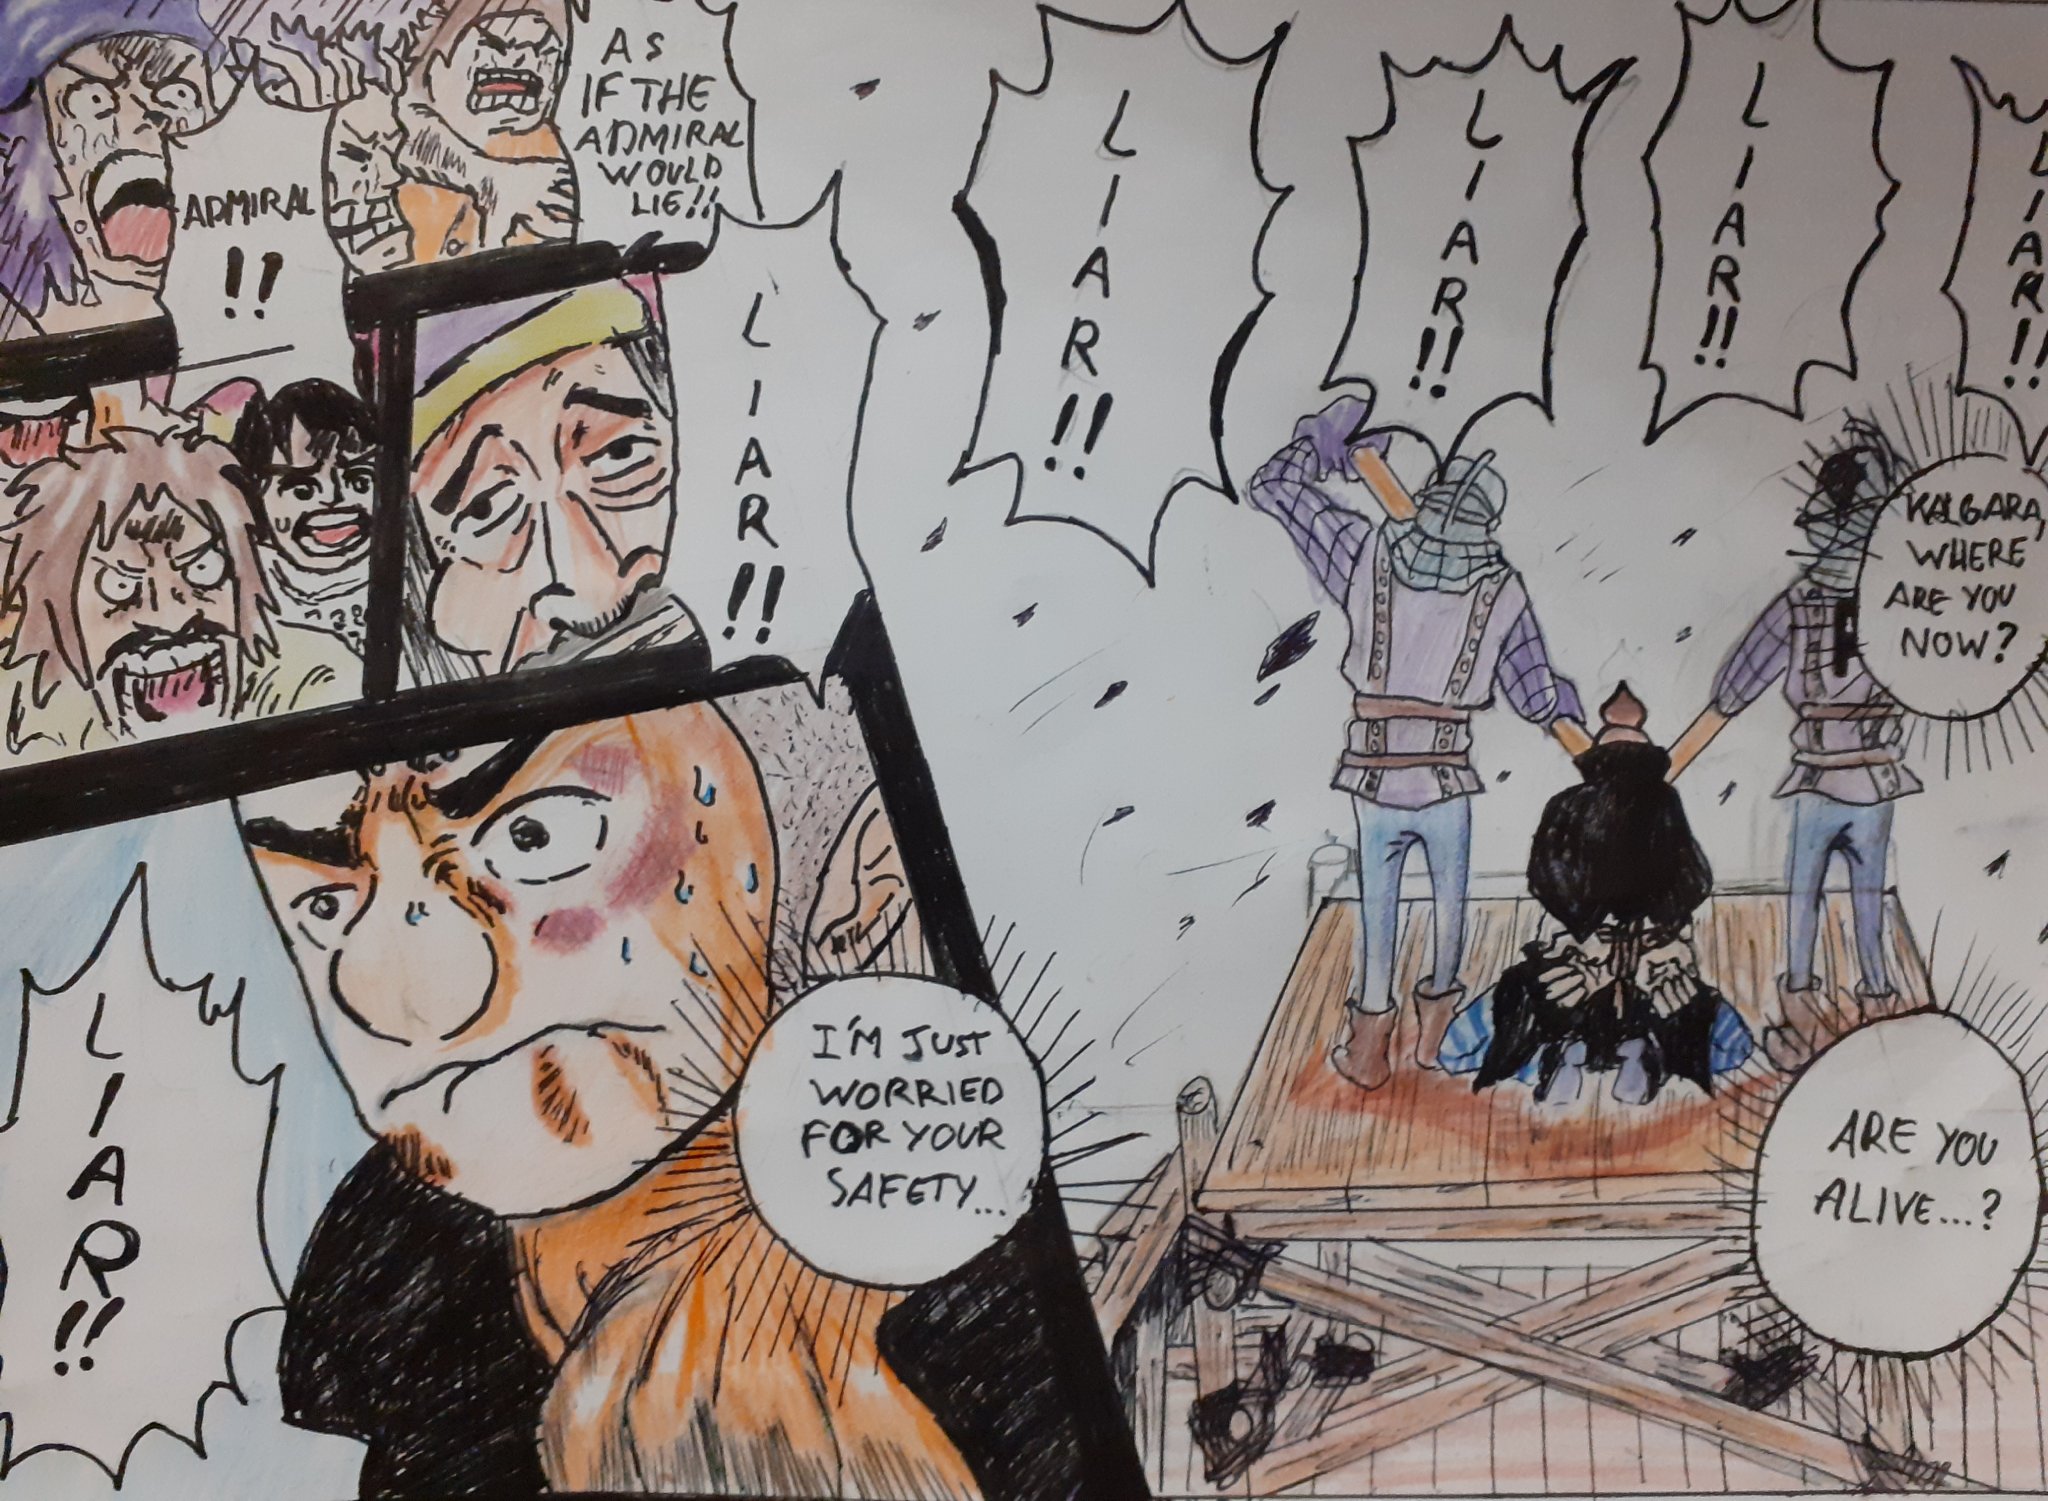 ADMIRAL
!!
AS
IF THE
ADMIRAL
WOULD
LIE!!
LIAR!!
LIAR!!
I'M JUST
WORRIED
FOR YOUR
SAFETY...
LIAR!!
LIAR!!
LIAR!!
LIAR!!
KALGARA,
WHERE
ARE YOU
NOW?
ARE YOU
ALIVE...?